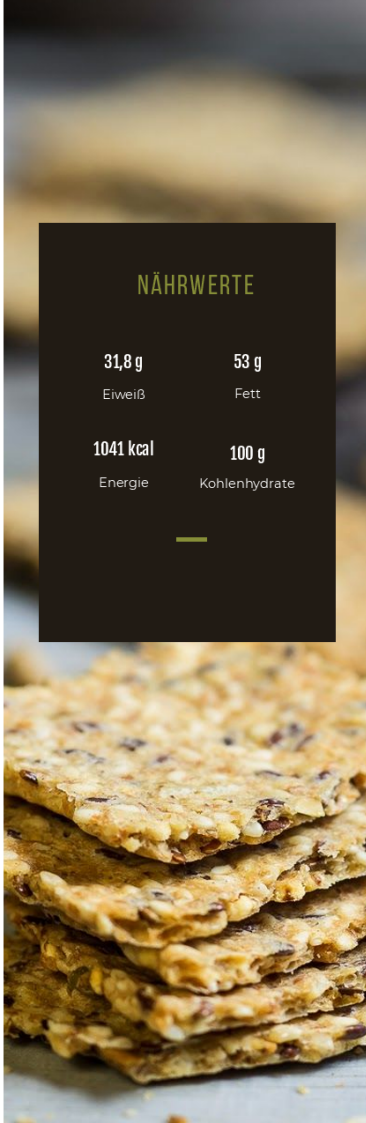 NÄHRWERTE
31,8 g
Eiweiß
53 g
Fett
1041 kcal
Energie
100 g
Kohlenhydrate